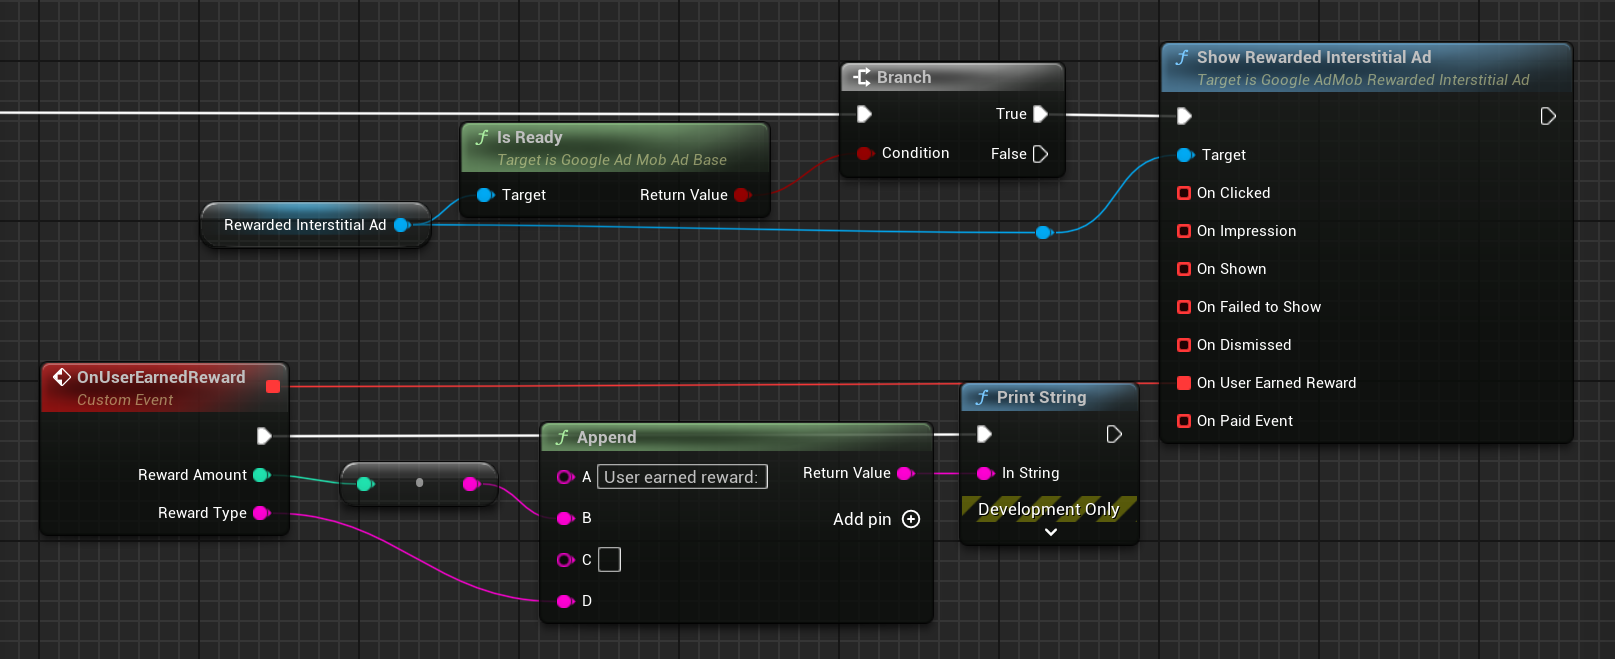 Show Rewarded Interstitial Ad
Target is Google AdMob Rewarded Interstitial Ad
Target
On Clicked
On Impression
On Shown
On Failed to Show
On Dismissed
On User Earned Reward
On Paid Event
Branch
True
Condition
False
Is Ready
Target is Google Ad Mob Ad Base
Target
Return Value
Rewarded Interstitial Ad
OnUserEarnedReward
Custom Event
Reward Amount
Reward Type
Append
A User earned reward:
Return Value
B
Add pin
C
D
Print String
In String
Development Only